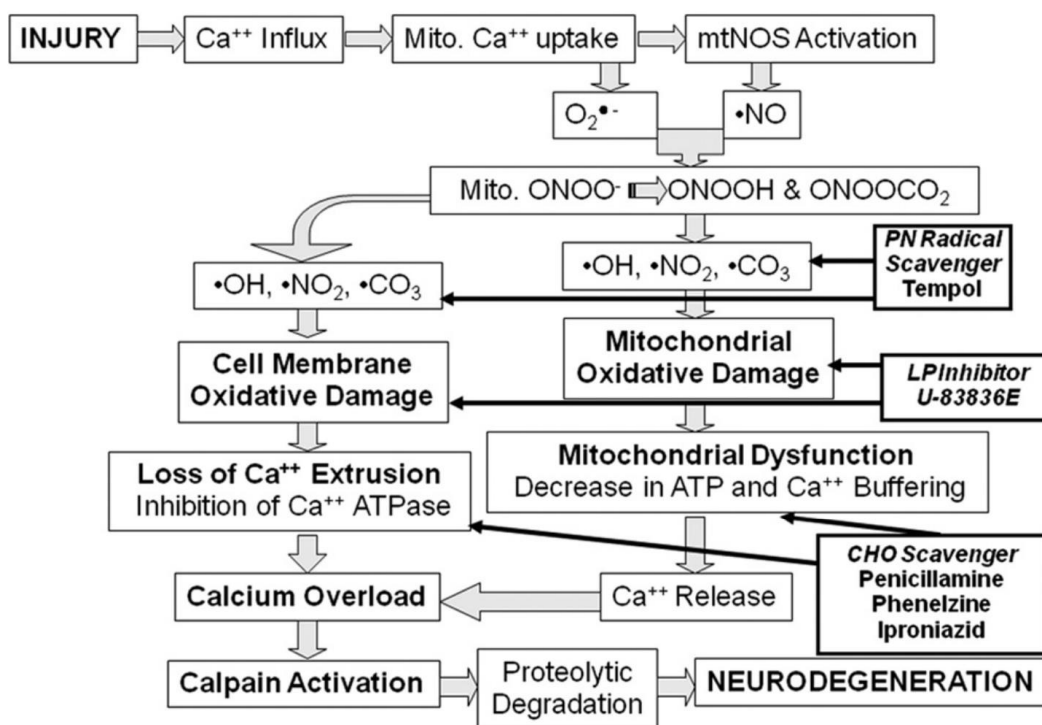 INJURY
Ca⁺⁺ Influx
Mito. Ca⁺⁺ uptake
mtNOS Activation
O₂•-
•NO
Mito. ONOO- ONOOH & ONOOCO₂
•OH, •NO₂, •CO₃
•OH, •NO₂, •CO₃
PN Radical
Scavenger
Tempol
Cell Membrane
Oxidative Damage
Mitochondrial
Oxidative Damage
LP Inhibitor
U-83836E
Loss of Ca⁺⁺ Extrusion
Inhibition of Ca⁺⁺ ATPase
Mitochondrial Dysfunction
Decrease in ATP and Ca⁺⁺ Buffering
CHO Scavenger
Penicillamine
Phenelzine
Iproniazid
Calcium Overload
Ca⁺⁺ Release
Calpain Activation
Proteolytic
Degradation
NEURODEGENERATION